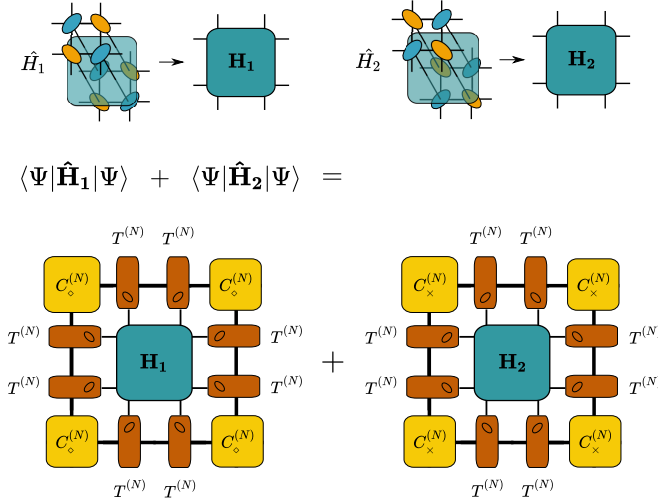 Ĥ₁ → H₁
Ĥ₂ → H₂
⟨Ψ|Ĥ₁|Ψ⟩ + ⟨Ψ|Ĥ₂|Ψ⟩ =
T⁽ᴺ⁾ T⁽ᴺ⁾ T⁽ᴺ⁾ T⁽ᴺ⁾
C⋄⁽ᴺ⁾ C⋄⁽ᴺ⁾ C×⁽ᴺ⁾ C×⁽ᴺ⁾
T⁽ᴺ⁾ T⁽ᴺ⁾ T⁽ᴺ⁾ T⁽ᴺ⁾
H₁ + H₂
T⁽ᴺ⁾ T⁽ᴺ⁾ T⁽ᴺ⁾ T⁽ᴺ⁾
C⋄⁽ᴺ⁾ C⋄⁽ᴺ⁾ C×⁽ᴺ⁾ C×⁽ᴺ⁾
T⁽ᴺ⁾ T⁽ᴺ⁾ T⁽ᴺ⁾ T⁽ᴺ⁾